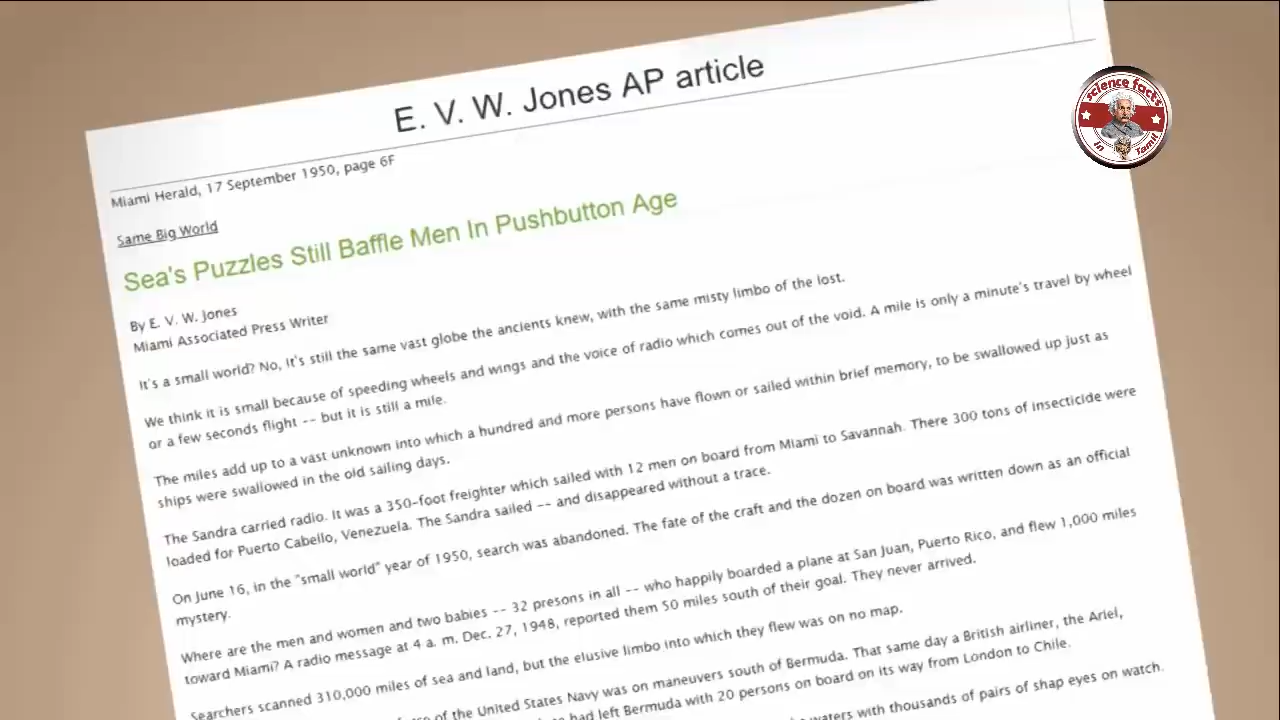 E. V. W. Jones AP article
science facts
in Tamil
Miami Herald, 17 September 1950, page 6F
Same Big World
Sea's Puzzles Still Baffle Men In Pushbutton Age
By E. V. W. Jones
Miami Associated Press Writer
It's a small world? No, it's still the same vast globe the ancients knew, with the same misty limbo of the lost.
We think it is small because of speeding wheels and wings and the voice of radio which comes out of the void. A mile is only a minute's travel by wheel
or a few seconds flight -- but it is still a mile.
The miles add up to a vast unknown into which a hundred and more persons have flown or sailed within brief memory, to be swallowed up just as
ships were swallowed in the old sailing days.
The Sandra carried radio. It was a 350-foot freighter which sailed with 12 men on board from Miami to Savannah. There 300 tons of insecticide were
loaded for Puerto Cabello, Venezuela. The Sandra sailed -- and disappeared without a trace.
On June 16, in the "small world" year of 1950, search was abandoned. The fate of the craft and the dozen on board was written down as an official
mystery.
Where are the men and women and two babies -- 32 presons in all -- who happily boarded a plane at San Juan, Puerto Rico, and flew 1,000 miles
toward Miami? A radio message at 4 a. m. Dec. 27, 1948, reported them 50 miles south of their goal. They never arrived.
Searchers scanned 310,000 miles of sea and land, but the elusive limbo into which they flew was on no map.
of the United States Navy was on maneuvers south of Bermuda. That same day a British airliner, the Ariel,
had left Bermuda with 20 persons on board on its way from London to Chile.
waters with thousands of pairs of shap eyes on watch.